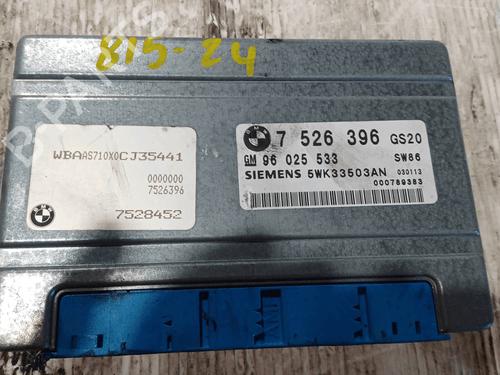 815-24
WBAAS710X0CJ35441
0000000
7526396
7528452
BMW 7 526 396 GS20
GM 96 025 533 SW86
SIEMENS 5WK33503AN 030113
000789383